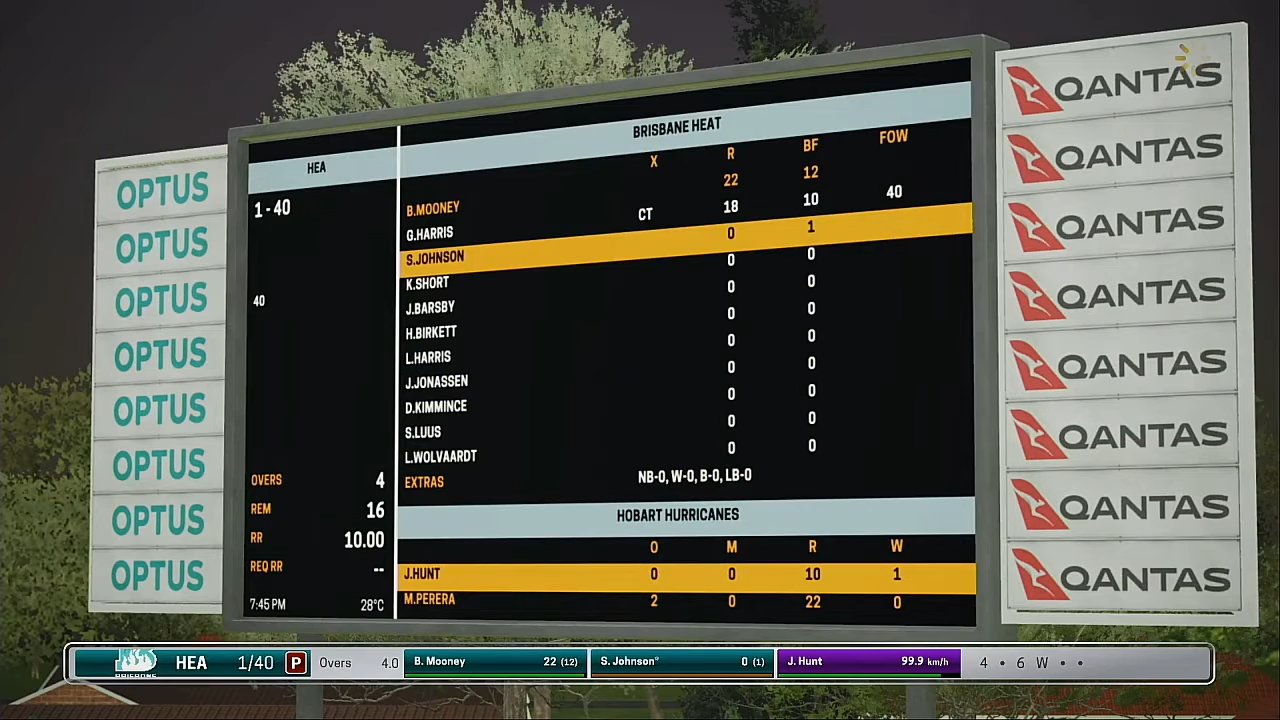 OPTUS
OPTUS
OPTUS
OPTUS
OPTUS
OPTUS
OPTUS
OPTUS
HEA
1 - 40
40
OVERS 4
REM 16
RR 10.00
REQ RR --
7:45 PM 28°C
BRISBANE HEAT
X R BF FOW
B.MOONEY 22 12
G.HARRIS CT 18 10 40
S.JOHNSON 0 1
K.SHORT 0 0
J.BARSBY 0 0
H.BIRKETT 0 0
L.HARRIS 0 0
J.JONASSEN 0 0
D.KIMMINCE 0 0
S.LUUS 0 0
L.WOLVAARDT 0 0
EXTRAS NB-0, W-0, B-0, LB-0
HOBART HURRICANES
O M R W
J.HUNT 0 0 10 1
M.PERERA 2 0 22 0
QANTAS
QANTAS
QANTAS
QANTAS
QANTAS
QANTAS
QANTAS
QANTAS
BRISBANE HEA 1/40 P Overs 4.0 B. Mooney 22 (12) S. Johnson* 0 (1) J. Hunt 99.9 km/h 4 • 6 W • •